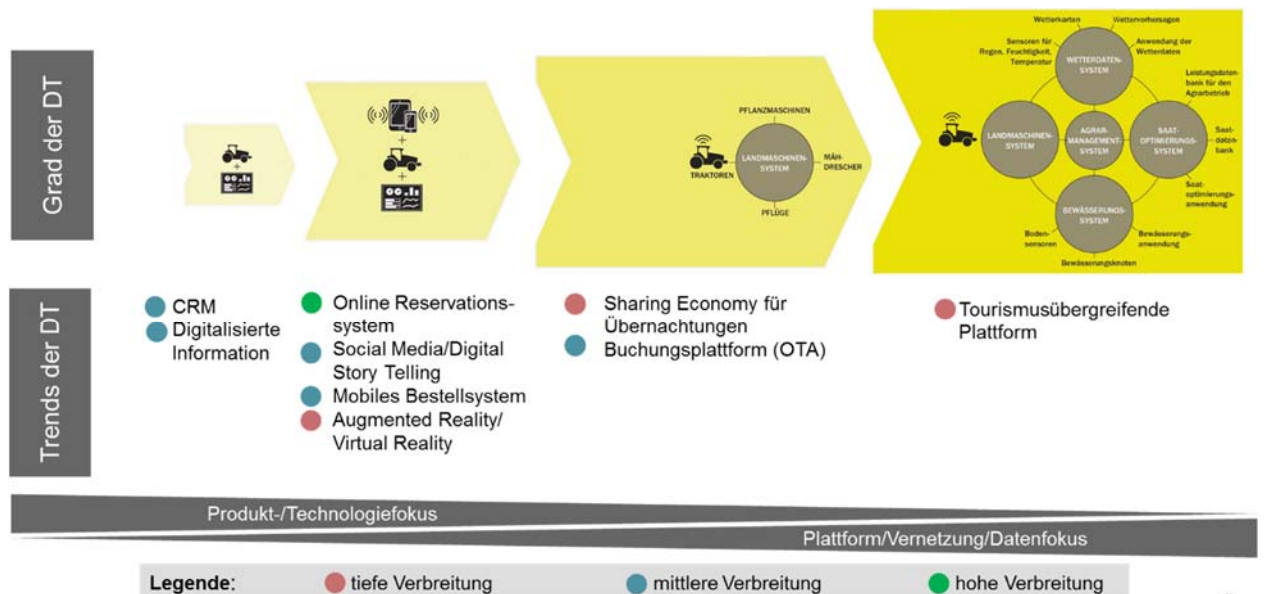 Grad der DT
PFLANZMASCHINEN
LANDMASCHINEN-
SYSTEM
TRAKTOREN
MÄH-
DRESCHER
PFLÜGE
Wetterkarten
Wettervorhersagen
Sensoren für
Regen, Feuchtigkeit,
Temperatur
Anwendung der
Wetterdaten
WETTERDATEN-
SYSTEM
Leistungsdaten-
bank für den
Agrarbetrieb
LANDMASCHINEN-
SYSTEM
AGRAR-
MANAGEMENT-
SYSTEM
SAAT-
OPTIMIERUNGS-
SYSTEM
Saat-
daten-
bank
Saat-
optimierungs-
anwendung
BEWÄSSERUNGS-
SYSTEM
Boden-
sensoren
Bewässerungs-
anwendung
Bewässerungsknoten
Trends der DT
CRM
Digitalisierte
Information
Online Reservations-
system
Social Media/Digital
Story Telling
Mobiles Bestellsystem
Augmented Reality/
Virtual Reality
Sharing Economy für
Übernachtungen
Buchungsplattform (OTA)
Tourismusübergreifende
Plattform
Produkt-/Technologiefokus
Plattform/Vernetzung/Datenfokus
Legende: tiefe Verbreitung mittlere Verbreitung hohe Verbreitung